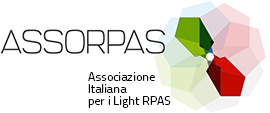 ASSORPAS
Associazione
Italiana
per i Light RPAS